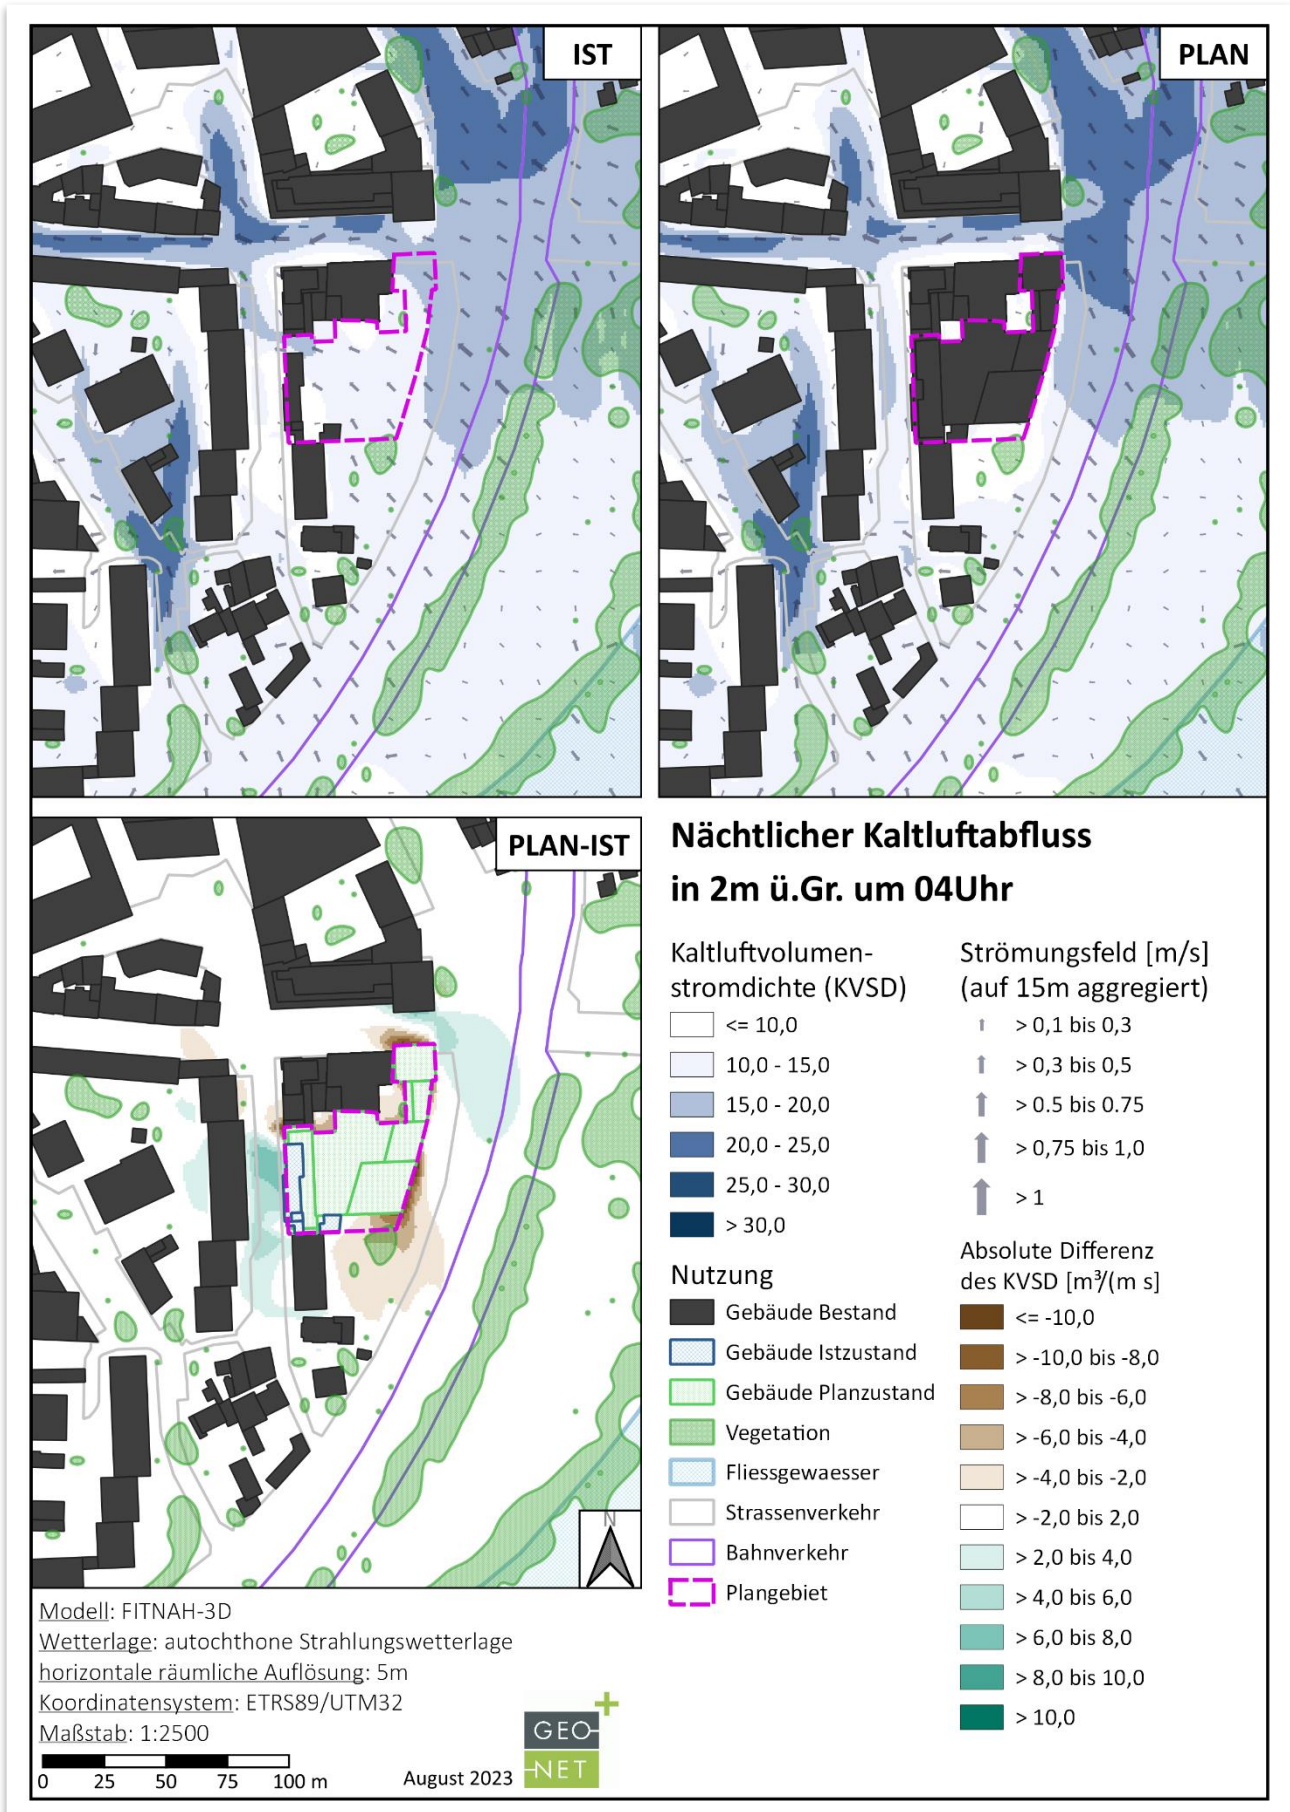 IST
PLAN
PLAN-IST
N
Nächtlicher Kaltluftabfluss
in 2m ü.Gr. um 04Uhr
Kaltluftvolumen-
stromdichte (KVSD)
<= 10,0
10,0 - 15,0
15,0 - 20,0
20,0 - 25,0
25,0 - 30,0
> 30,0
Nutzung
Gebäude Bestand
Gebäude Istzustand
Gebäude Planzustand
Vegetation
Fliessgewaesser
Strassenverkehr
Bahnverkehr
Plangebiet
Strömungsfeld [m/s]
(auf 15m aggregiert)
> 0,1 bis 0,3
> 0,3 bis 0,5
> 0.5 bis 0.75
> 0,75 bis 1,0
> 1
Absolute Differenz
des KVSD [m³/(m s]
<= -10,0
> -10,0 bis -8,0
> -8,0 bis -6,0
> -6,0 bis -4,0
> -4,0 bis -2,0
> -2,0 bis 2,0
> 2,0 bis 4,0
> 4,0 bis 6,0
> 6,0 bis 8,0
> 8,0 bis 10,0
> 10,0
Modell: FITNAH-3D
Wetterlage: autochthone Strahlungswetterlage
horizontale räumliche Auflösung: 5m
Koordinatensystem: ETRS89/UTM32
Maßstab: 1:2500
0 25 50 75 100 m
August 2023
GEO-
-NET